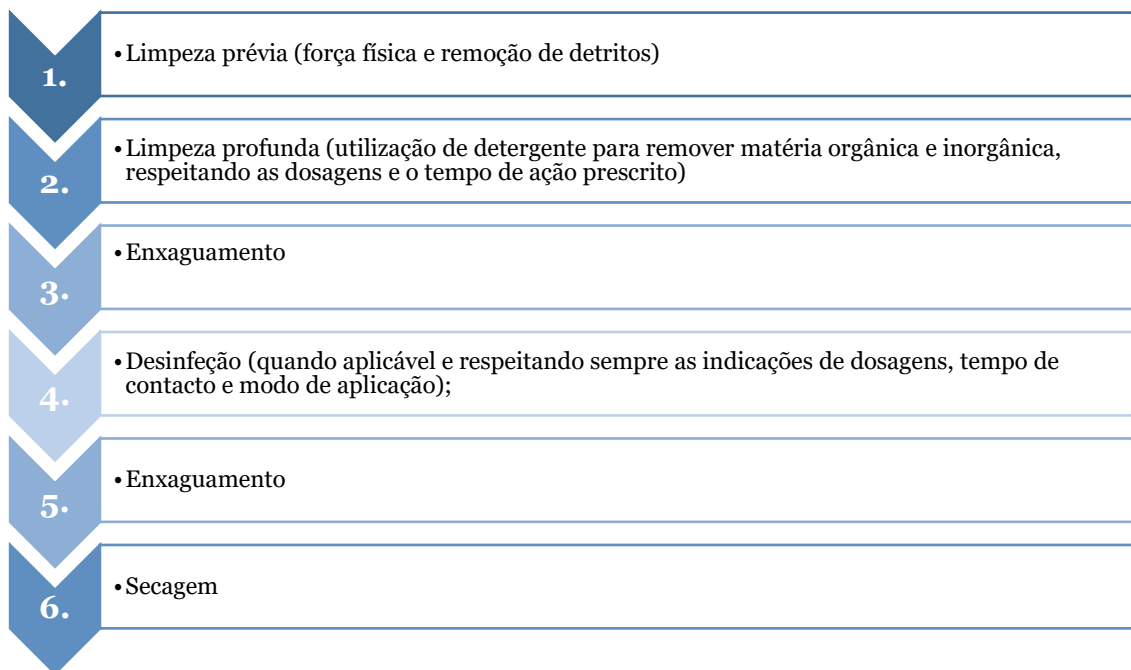 1.
•Limpeza prévia (força física e remoção de detritos)
2.
•Limpeza profunda (utilização de detergente para remover matéria orgânica e inorgânica,
respeitando as dosagens e o tempo de ação prescrito)
3.
•Enxaguamento
4.
•Desinfeção (quando aplicável e respeitando sempre as indicações de dosagens, tempo de
contacto e modo de aplicação);
5.
•Enxaguamento
6.
•Secagem